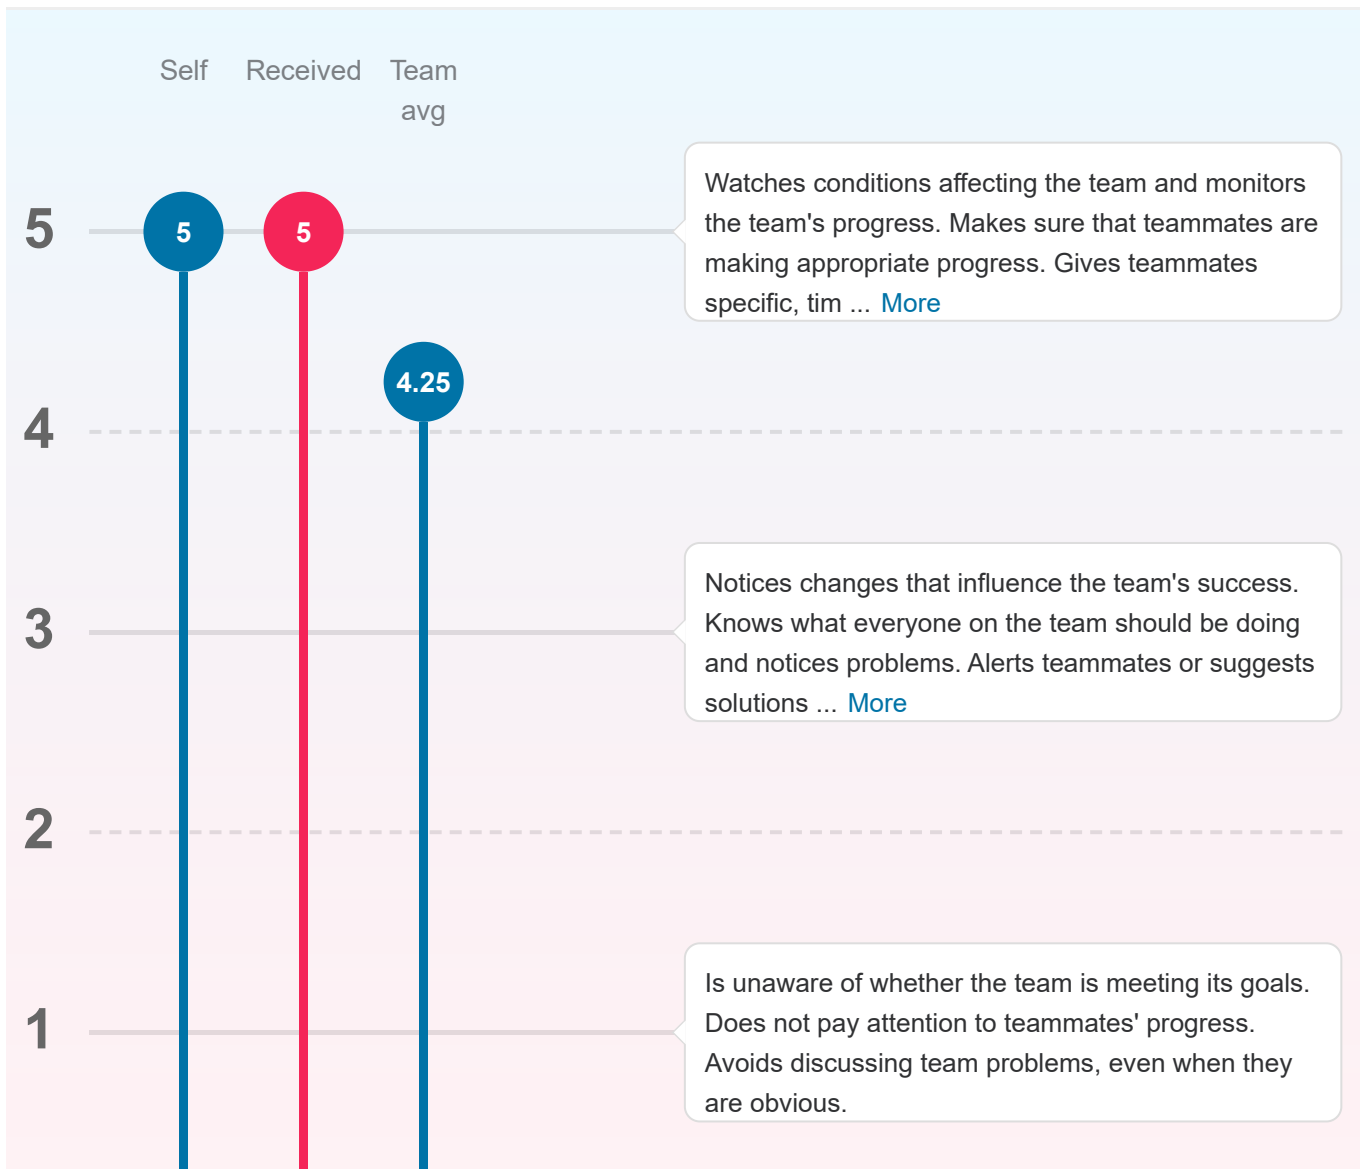 Self Received Team
avg
5
5
5
Watches conditions affecting the team and monitors
the team's progress. Makes sure that teammates are
making appropriate progress. Gives teammates
specific, tim ... More
4.25
4
3
Notices changes that influence the team's success.
Knows what everyone on the team should be doing
and notices problems. Alerts teammates or suggests
solutions ... More
2
1
Is unaware of whether the team is meeting its goals.
Does not pay attention to teammates' progress.
Avoids discussing team problems, even when they
are obvious.